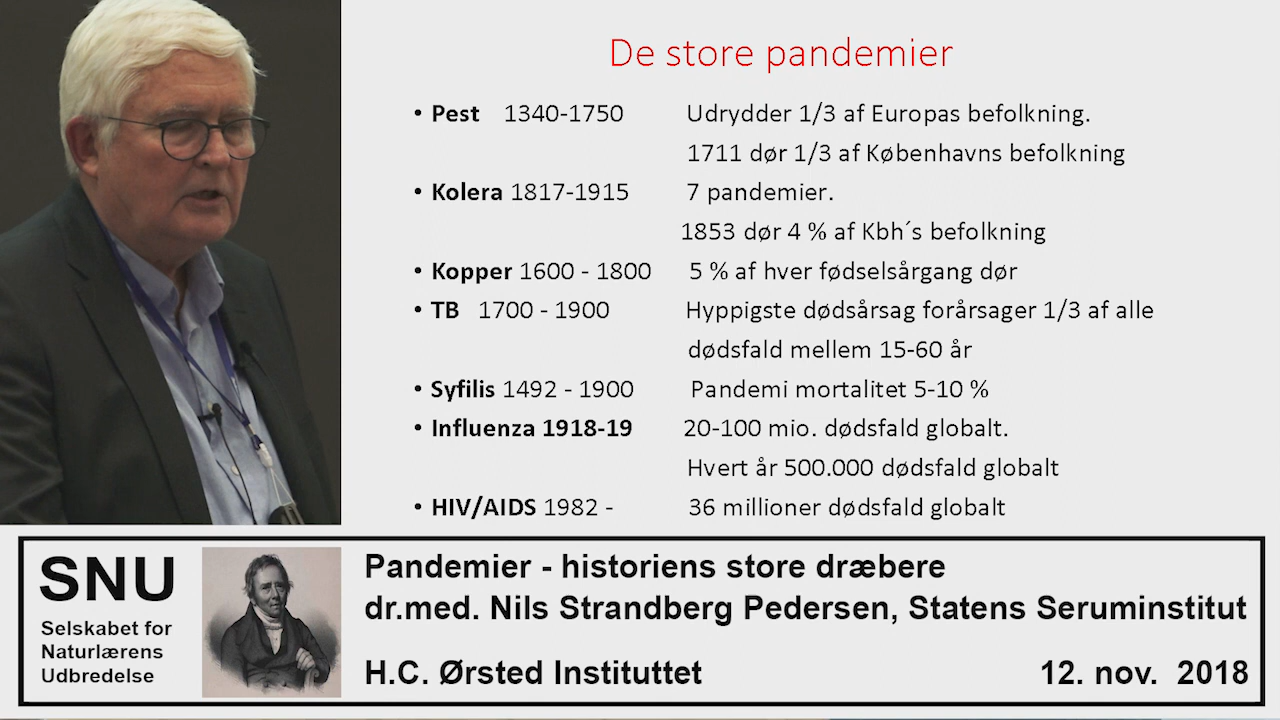 De store pandemier
• Pest 1340-1750 Udrydder 1/3 af Europas befolkning.
1711 dør 1/3 af Københavns befolkning
• Kolera 1817-1915 7 pandemier.
1853 dør 4 % af Kbh´s befolkning
• Kopper 1600 - 1800 5 % af hver fødselsårgang dør
• TB 1700 - 1900 Hyppigste dødsårsag forårsager 1/3 af alle
dødsfald mellem 15-60 år
• Syfilis 1492 - 1900 Pandemi mortalitet 5-10 %
• Influenza 1918-19 20-100 mio. dødsfald globalt.
Hvert år 500.000 dødsfald globalt
• HIV/AIDS 1982 - 36 millioner dødsfald globalt
SNU
Selskabet for
Naturlærens
Udbredelse
Pandemier - historiens store dræbere
dr.med. Nils Strandberg Pedersen, Statens Seruminstitut
H.C. Ørsted Instituttet 12. nov. 2018